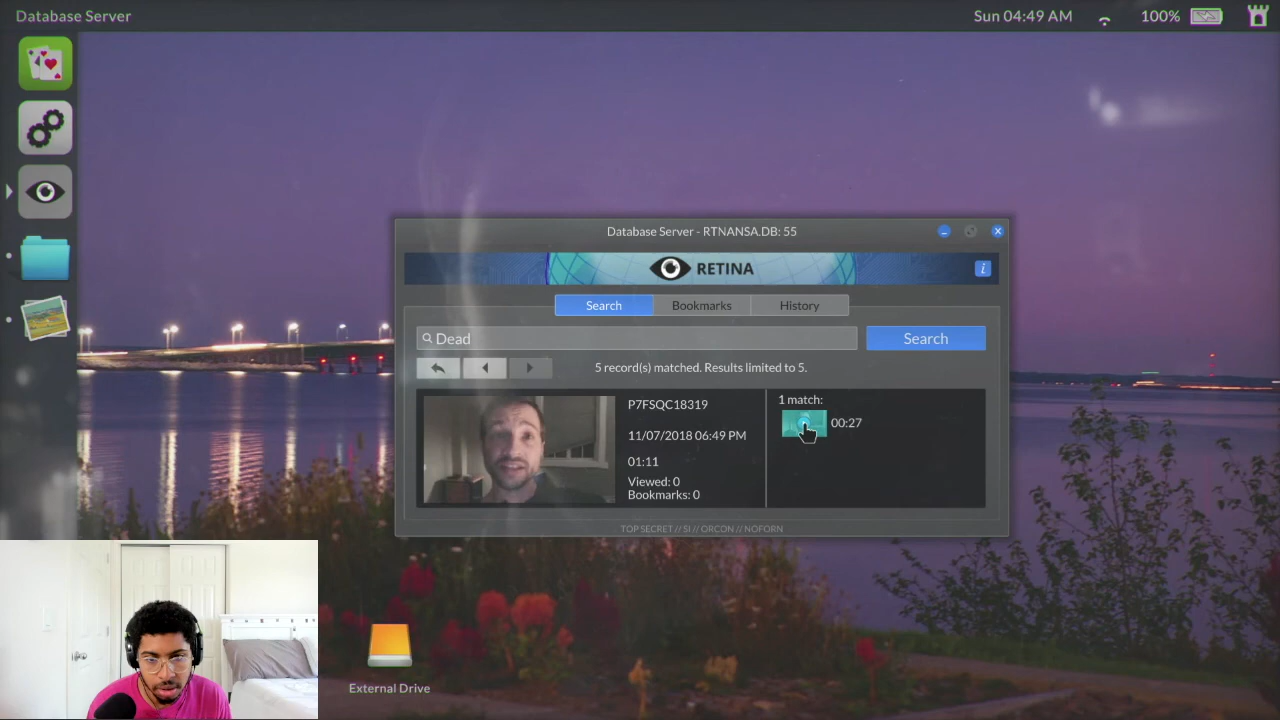 Database Server
Sun 04:49 AM
100%
Database Server - RTNANSA.DB: 55
RETINA
i
Search
Bookmarks
History
Dead
Search
5 record(s) matched. Results limited to 5.
P7FSQC18319
11/07/2018 06:49 PM
01:11
Viewed: 0
Bookmarks: 0
1 match:
00:27
TOP SECRET // SI // ORCON // NOFORN
External Drive